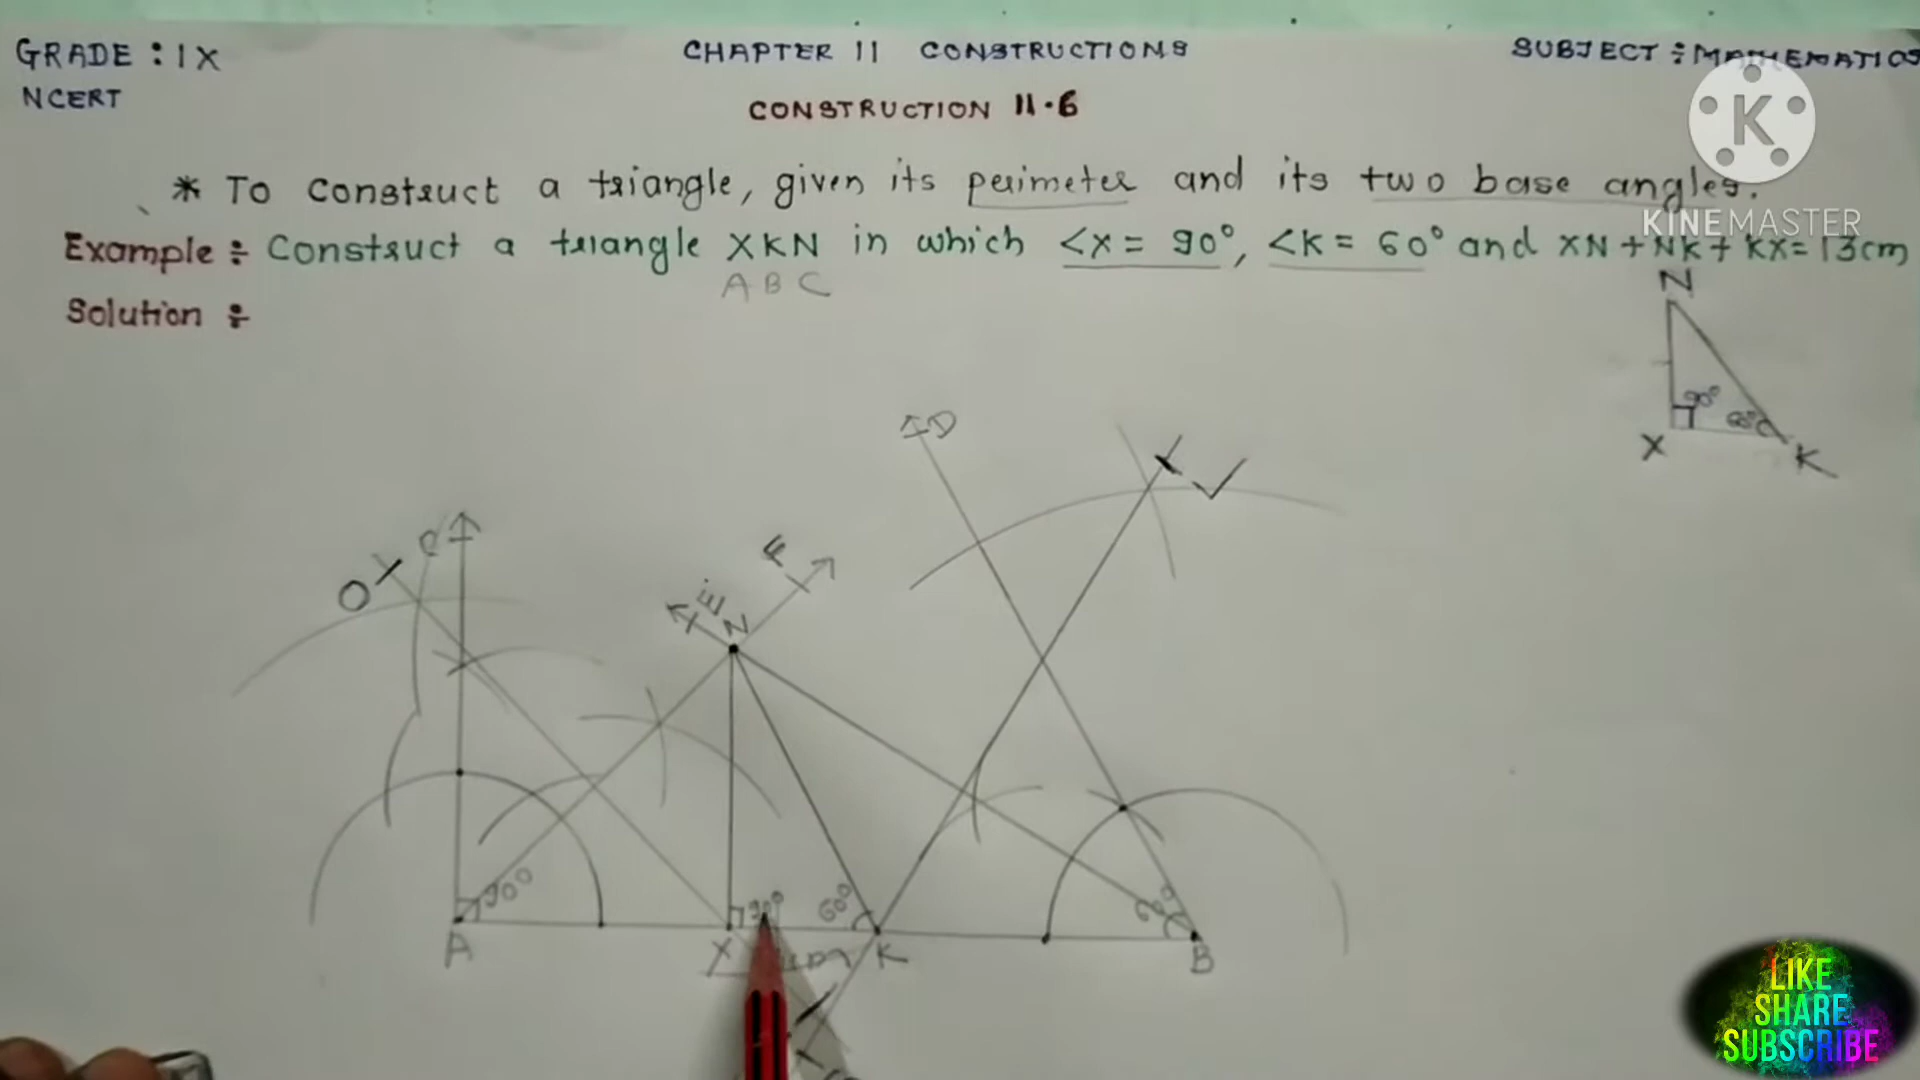 GRADE : IX
CHAPTER 11 CONSTRUCTIONS
SUBJECT : MATHEMATICS
NCERT
CONSTRUCTION 11.6
K
KINEMASTER
* To construct a triangle, given its perimeter and its two base angles.
Example :- Construct a triangle XKN in which <X = 90°, <K = 60° and XN + NK + KX = 13cm
ABC
Solution :-
N
90°
60°
X
K
D
C
O
F
E
N
90°
90°
60°
60°
A
X
K
B
LIKE
SHARE
SUBSCRIBE